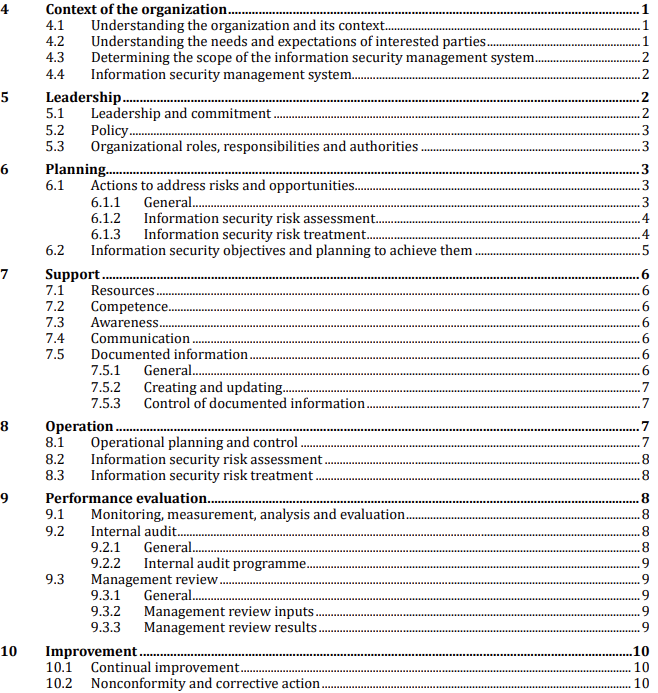 4 Context of the organization 1
4.1 Understanding the organization and its context 1
4.2 Understanding the needs and expectations of interested parties 1
4.3 Determining the scope of the information security management system 2
4.4 Information security management system 2
5 Leadership 2
5.1 Leadership and commitment 2
5.2 Policy 3
5.3 Organizational roles, responsibilities and authorities 3
6 Planning 3
6.1 Actions to address risks and opportunities 3
6.1.1 General 3
6.1.2 Information security risk assessment 4
6.1.3 Information security risk treatment 4
6.2 Information security objectives and planning to achieve them 5
7 Support 6
7.1 Resources 6
7.2 Competence 6
7.3 Awareness 6
7.4 Communication 6
7.5 Documented information 6
7.5.1 General 6
7.5.2 Creating and updating 7
7.5.3 Control of documented information 7
8 Operation 7
8.1 Operational planning and control 7
8.2 Information security risk assessment 8
8.3 Information security risk treatment 8
9 Performance evaluation 8
9.1 Monitoring, measurement, analysis and evaluation 8
9.2 Internal audit 8
9.2.1 General 8
9.2.2 Internal audit programme 9
9.3 Management review 9
9.3.1 General 9
9.3.2 Management review inputs 9
9.3.3 Management review results 9
10 Improvement 10
10.1 Continual improvement 10
10.2 Nonconformity and corrective action 10